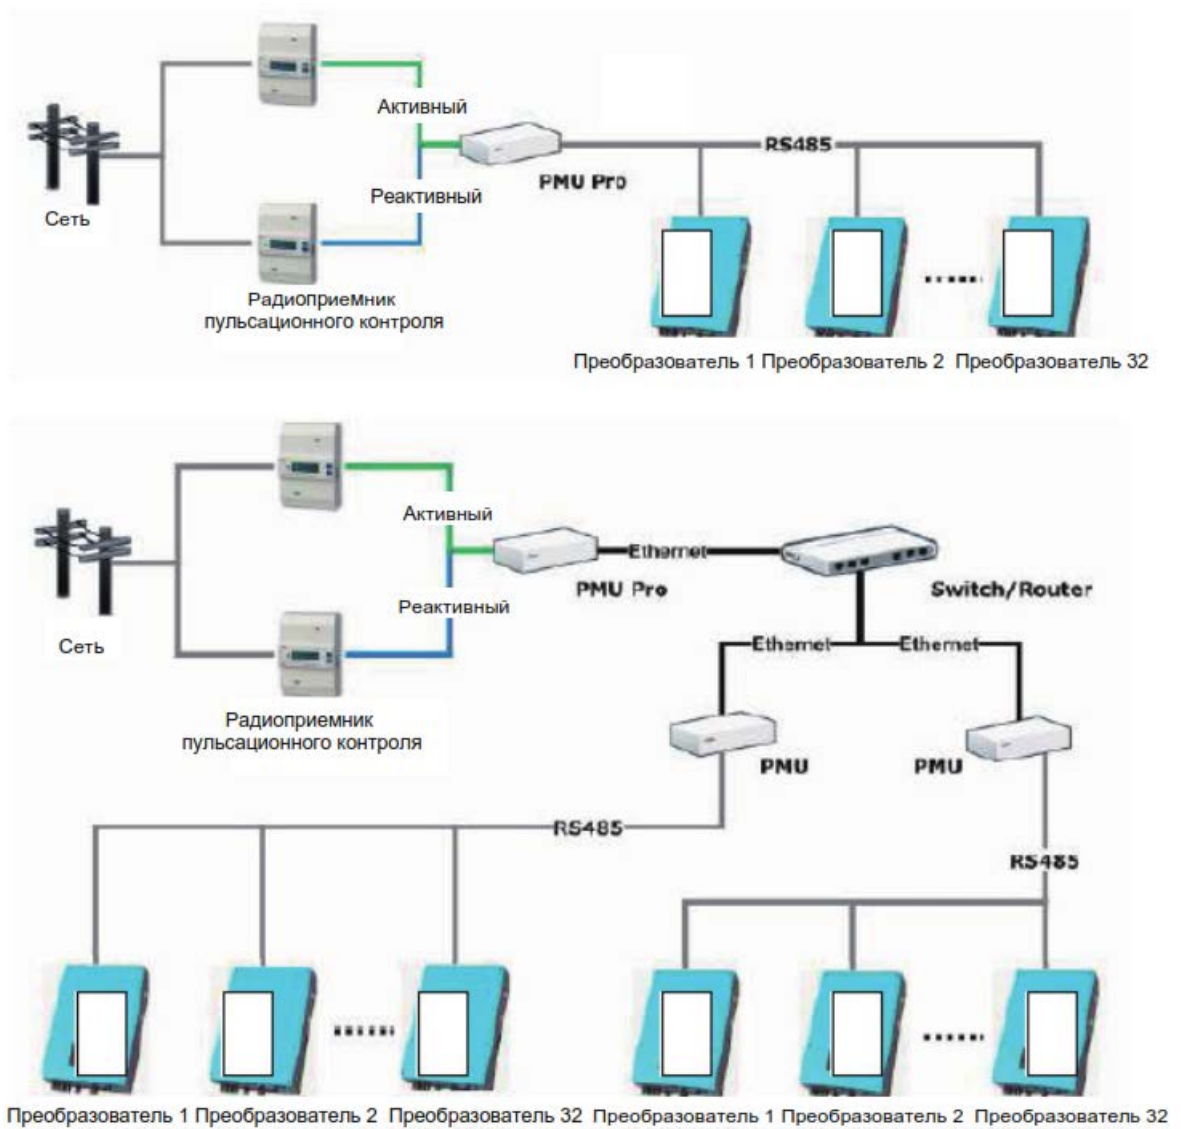 Активный
RS485
PMU Pro
Реактивный
Сеть
Радиоприемник
пульсационного контроля
Преобразователь 1 Преобразователь 2 Преобразователь 32
Активный
Ethernet
PMU Pro
Switch/Router
Реактивный
Сеть
Ethernet
Ethernet
Радиоприемник
пульсационного контроля
PMU
PMU
RS485
RS485
Преобразователь 1 Преобразователь 2 Преобразователь 32
Преобразователь 1 Преобразователь 2 Преобразователь 32